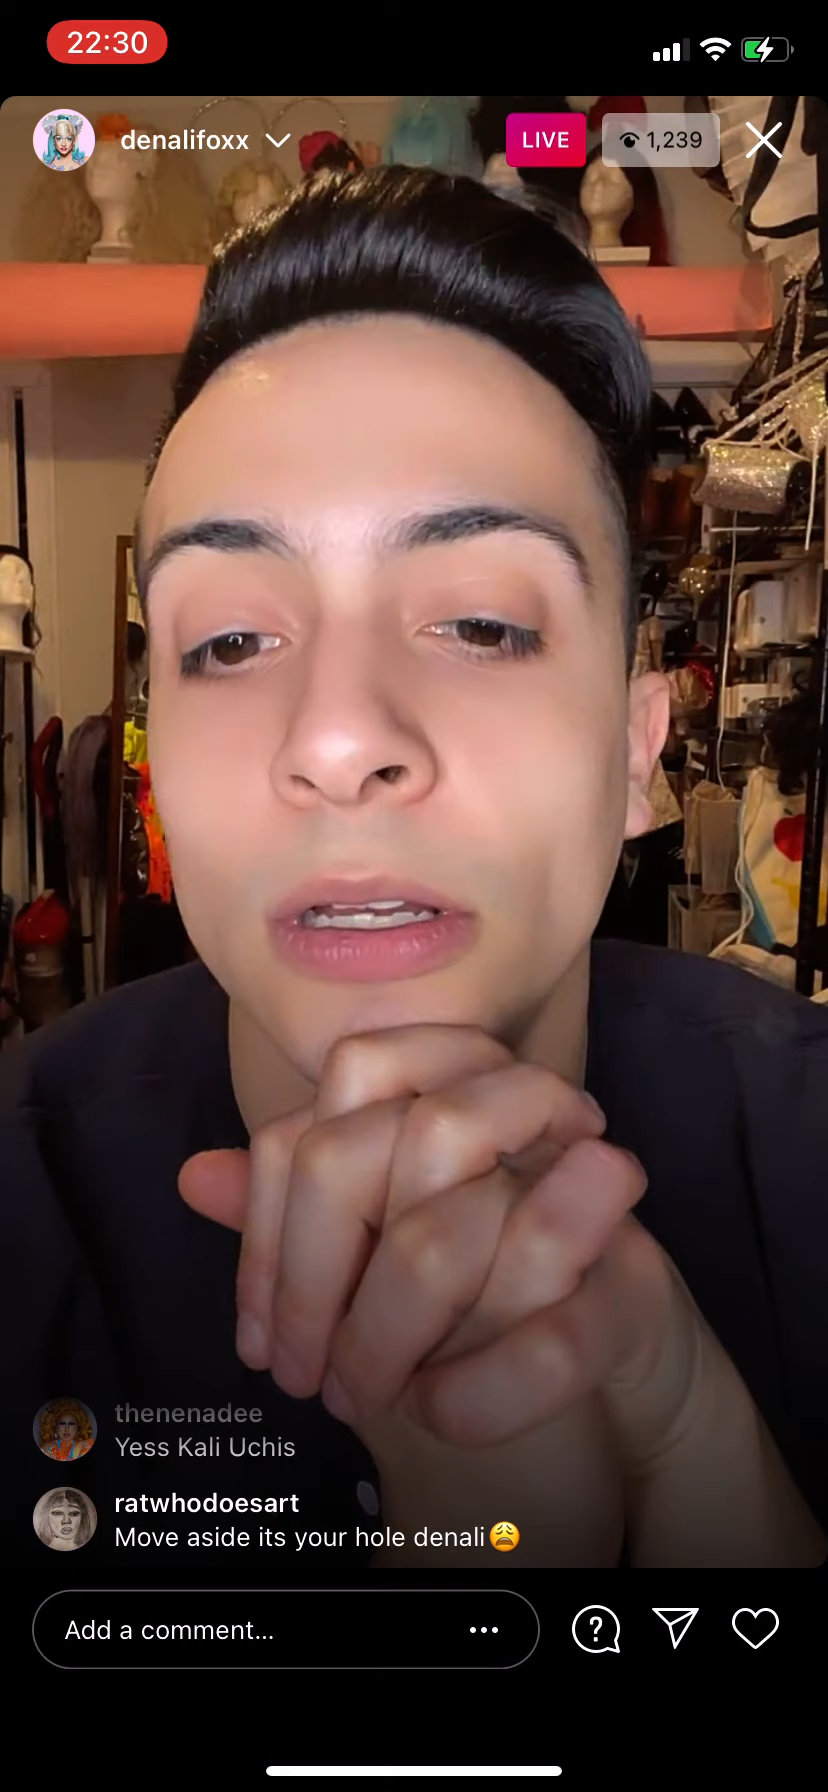 22:30
denalifoxx
LIVE
1,239
thenenadee
Yess Kali Uchis
ratwhodoesart
Move aside its your hole denali😩
Add a comment...